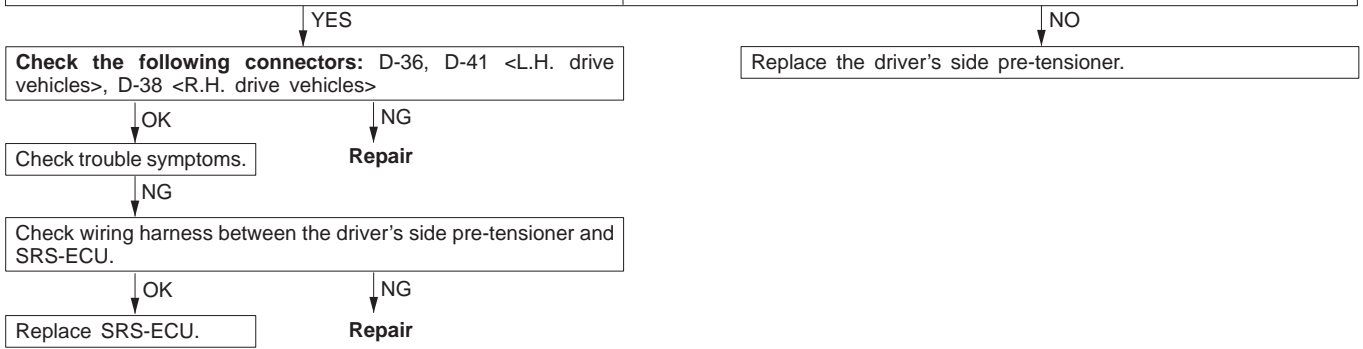 YES
NO
Check the following connectors: D-36, D-41 <L.H. drive
vehicles>, D-38 <R.H. drive vehicles>
Replace the driver's side pre-tensioner.
OK
NG
Check trouble symptoms.
Repair
NG
Check wiring harness between the driver's side pre-tensioner and
SRS-ECU.
OK
NG
Replace SRS-ECU.
Repair